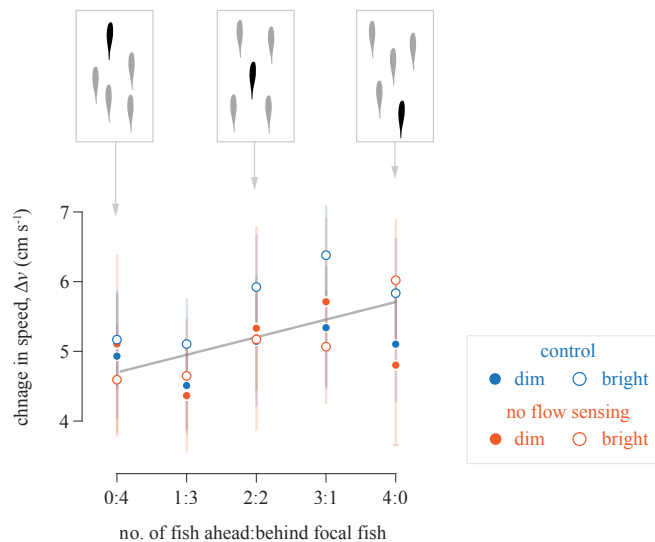 chnage in speed, Δv (cm s⁻¹)
7
6
5
4
0:4 1:3 2:2 3:1 4:0
no. of fish ahead:behind focal fish
control
dim bright
no flow sensing
dim bright